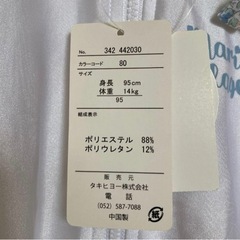 No. 342 442030
カラーコード
80
サイズ
身長 95cm
体重 14kg
95
組成表示
ポリエステル 88%
ポリウレタン 12%
販売元
タキヒヨー株式会社
電話
(052) 587-7088
中国製
紙